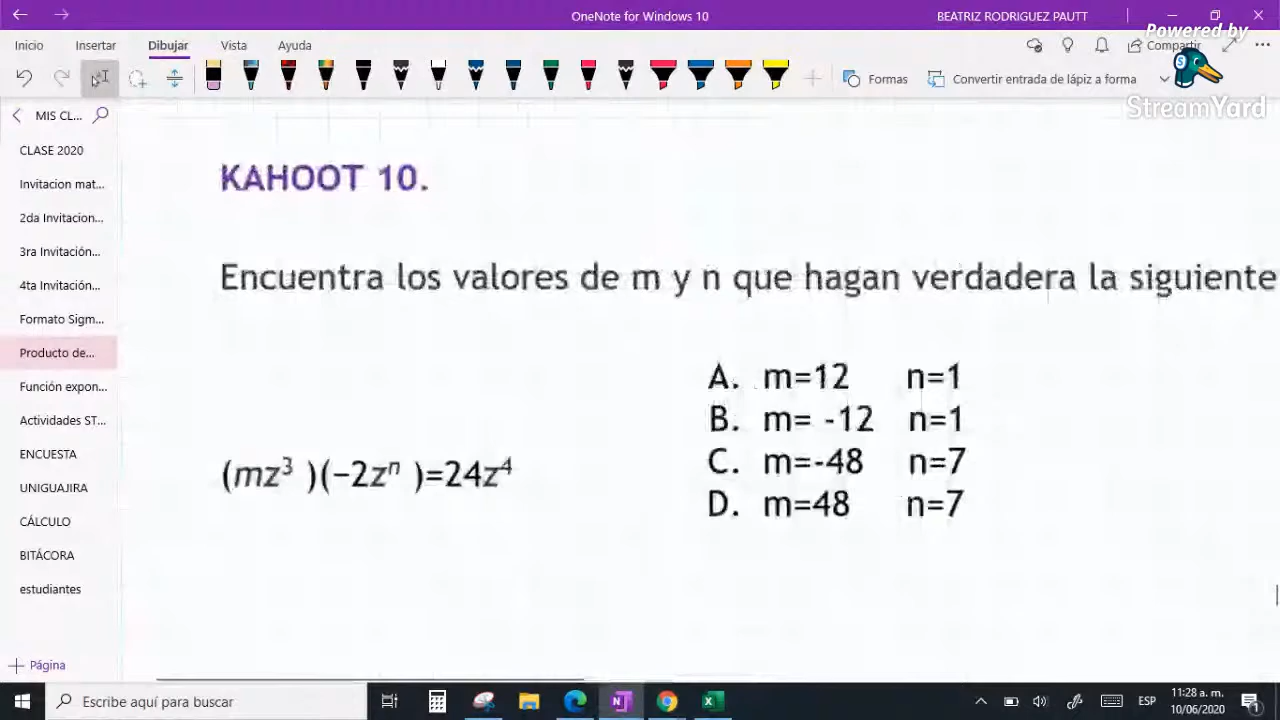 OneNote for Windows 10
BEATRIZ RODRIGUEZ PAUTT
Powered by
StreamYard
Inicio Insertar Dibujar Vista Ayuda
Compartir
Formas
Convertir entrada de lápiz a forma
MIS CL...
CLASE 2020
Invitacion mat...
2da Invitacion...
3ra Invitación...
4ta Invitación...
Formato Sigm...
Producto de...
Función expon...
Actividades ST...
ENCUESTA
UNIGUAJIRA
CÁLCULO
BITÁCORA
estudiantes
Página
KAHOOT 10.
Encuentra los valores de m y n que hagan verdadera la siguiente
A. m=12 n=1
B. m= -12 n=1
C. m=-48 n=7
D. m=48 n=7
(mz³ )(−2zⁿ )=24z⁴
Escribe aquí para buscar
ESP
11:28 a. m.
10/06/2020
1